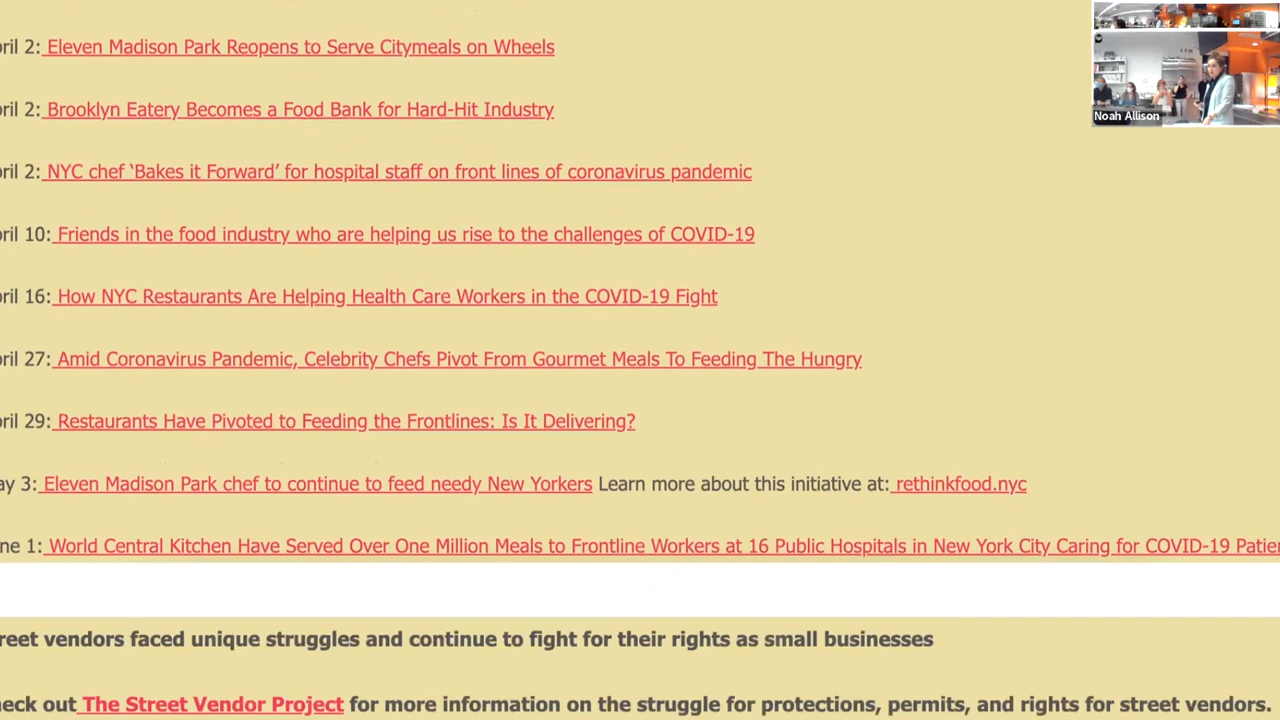 ril 2: Eleven Madison Park Reopens to Serve Citymeals on Wheels
ril 2: Brooklyn Eatery Becomes a Food Bank for Hard-Hit Industry
ril 2: NYC chef ‘Bakes it Forward’ for hospital staff on front lines of coronavirus pandemic
ril 10: Friends in the food industry who are helping us rise to the challenges of COVID-19
ril 16: How NYC Restaurants Are Helping Health Care Workers in the COVID-19 Fight
ril 27: Amid Coronavirus Pandemic, Celebrity Chefs Pivot From Gourmet Meals To Feeding The Hungry
ril 29: Restaurants Have Pivoted to Feeding the Frontlines: Is It Delivering?
ay 3: Eleven Madison Park chef to continue to feed needy New Yorkers Learn more about this initiative at: rethinkfood.nyc
ne 1: World Central Kitchen Have Served Over One Million Meals to Frontline Workers at 16 Public Hospitals in New York City Caring for COVID-19 Patie
reet vendors faced unique struggles and continue to fight for their rights as small businesses
eck out The Street Vendor Project for more information on the struggle for protections, permits, and rights for street vendors.
Noah Allison